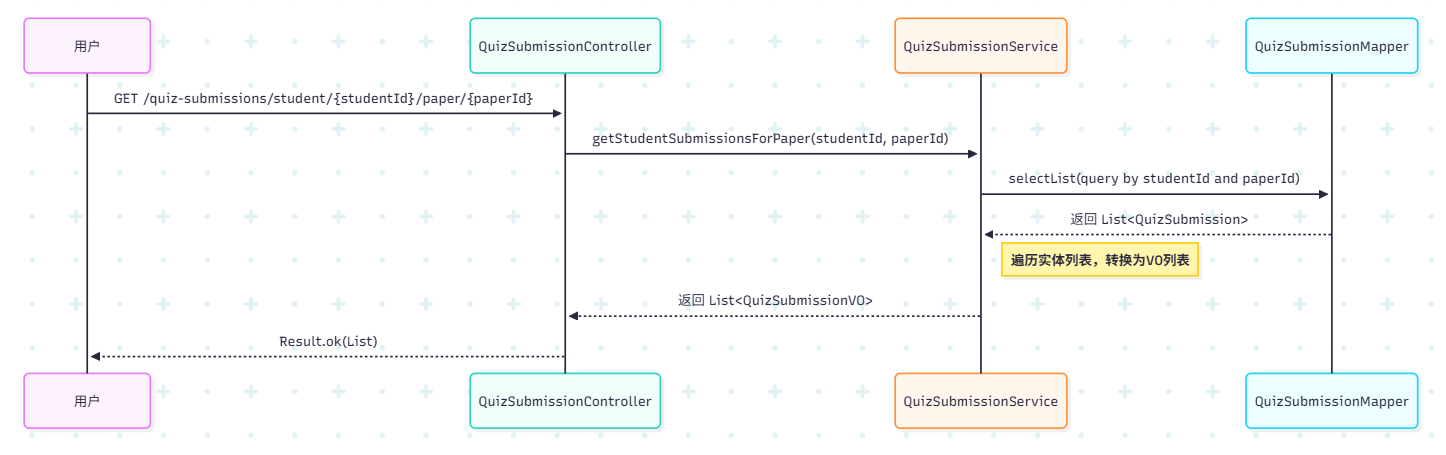 用户
QuizSubmissionController
QuizSubmissionService
QuizSubmissionMapper
GET /quiz-submissions/student/{studentId}/paper/{paperId}
getStudentSubmissionsForPaper(studentId, paperId)
selectList(query by studentId and paperId)
返回 List<QuizSubmission>
遍历实体列表，转换为VO列表
返回 List<QuizSubmissionVO>
Result.ok(List)
用户
QuizSubmissionController
QuizSubmissionService
QuizSubmissionMapper